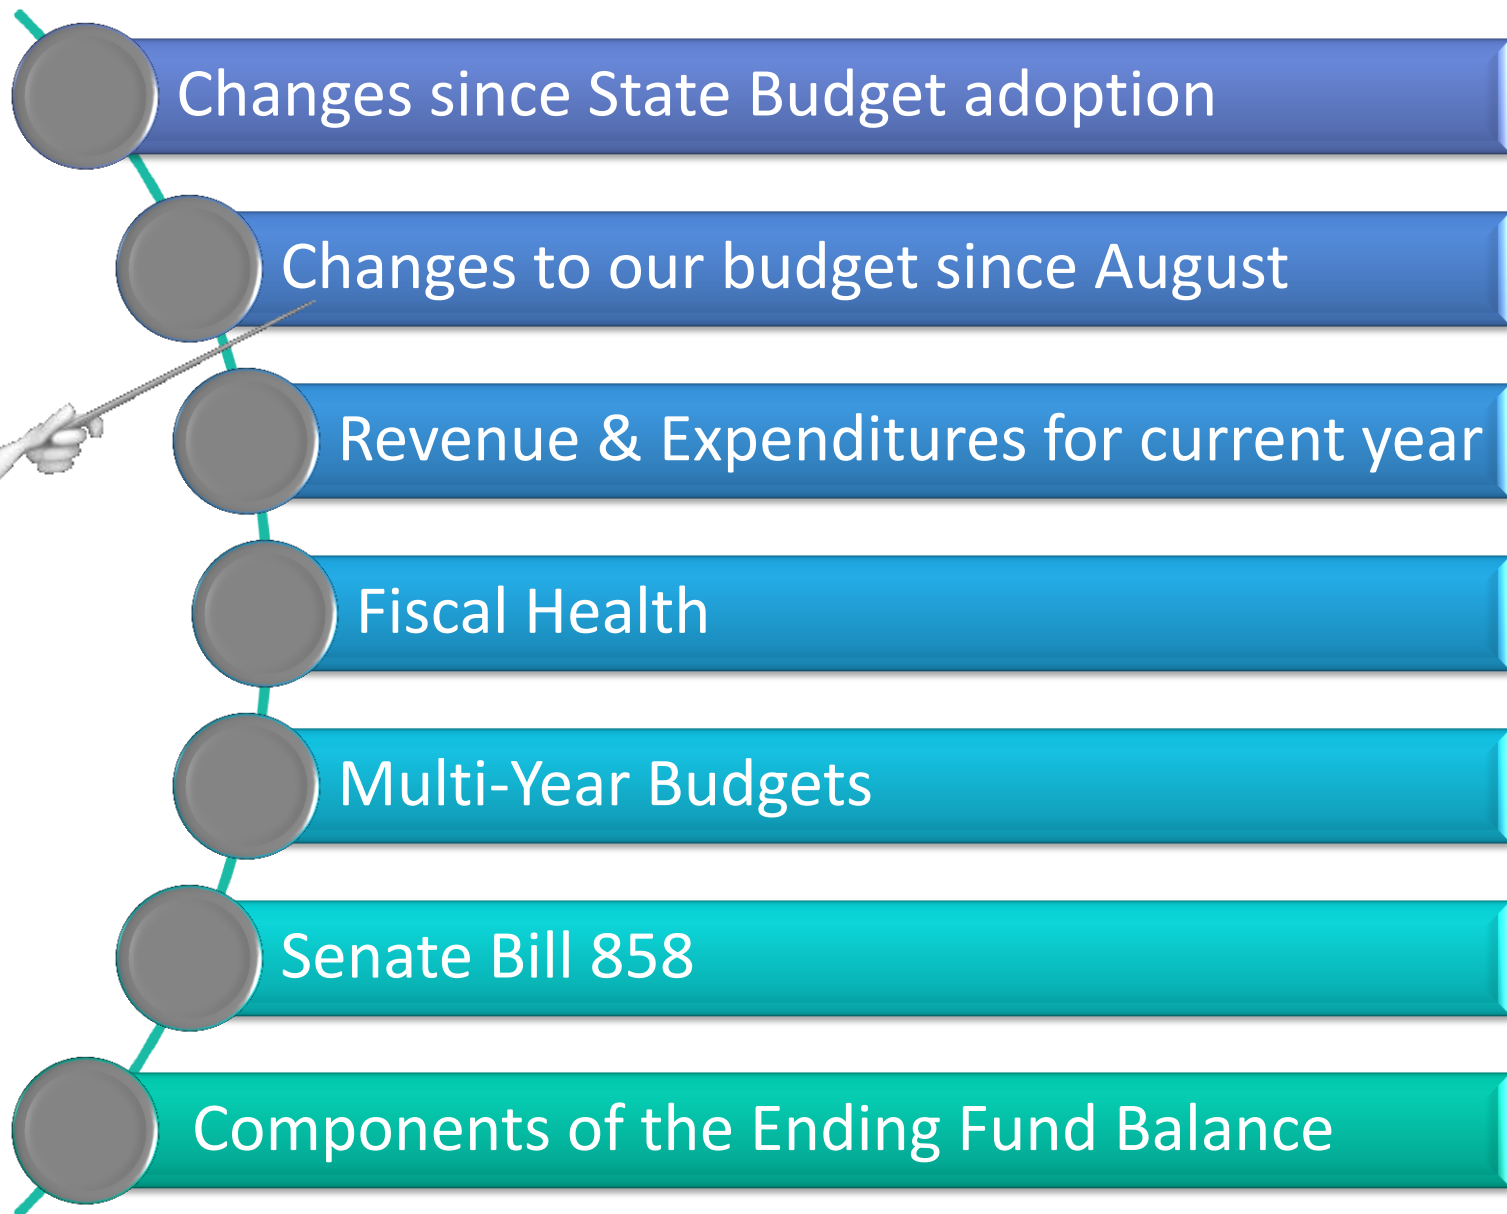 Changes since State Budget adoption
Changes to our budget since August
Revenue & Expenditures for current year
Fiscal Health
Multi-Year Budgets
Senate Bill 858
Components of the Ending Fund Balance